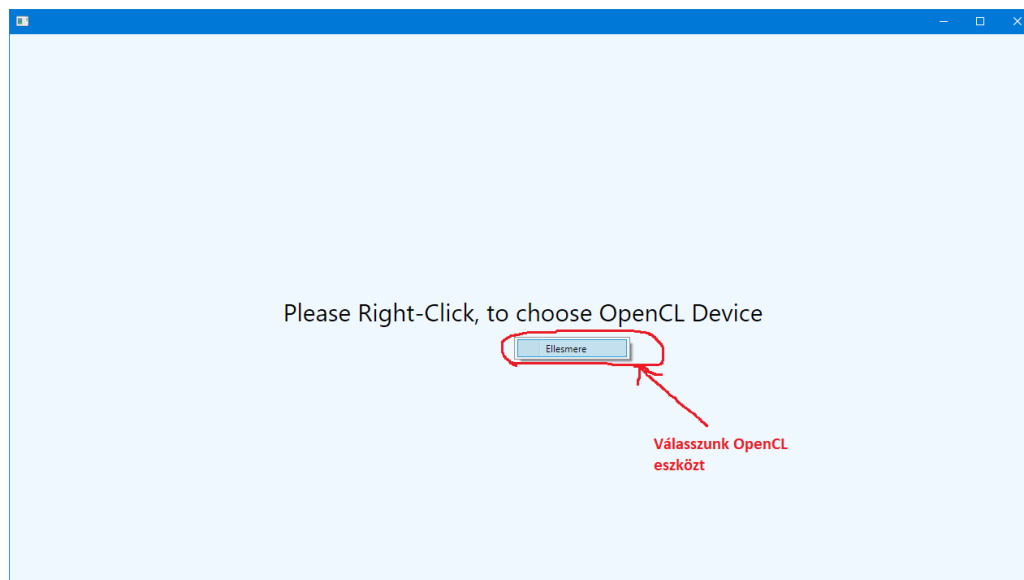 Please Right-Click, to choose OpenCL Device
Ellesmere
Válasszunk OpenCL
eszközt